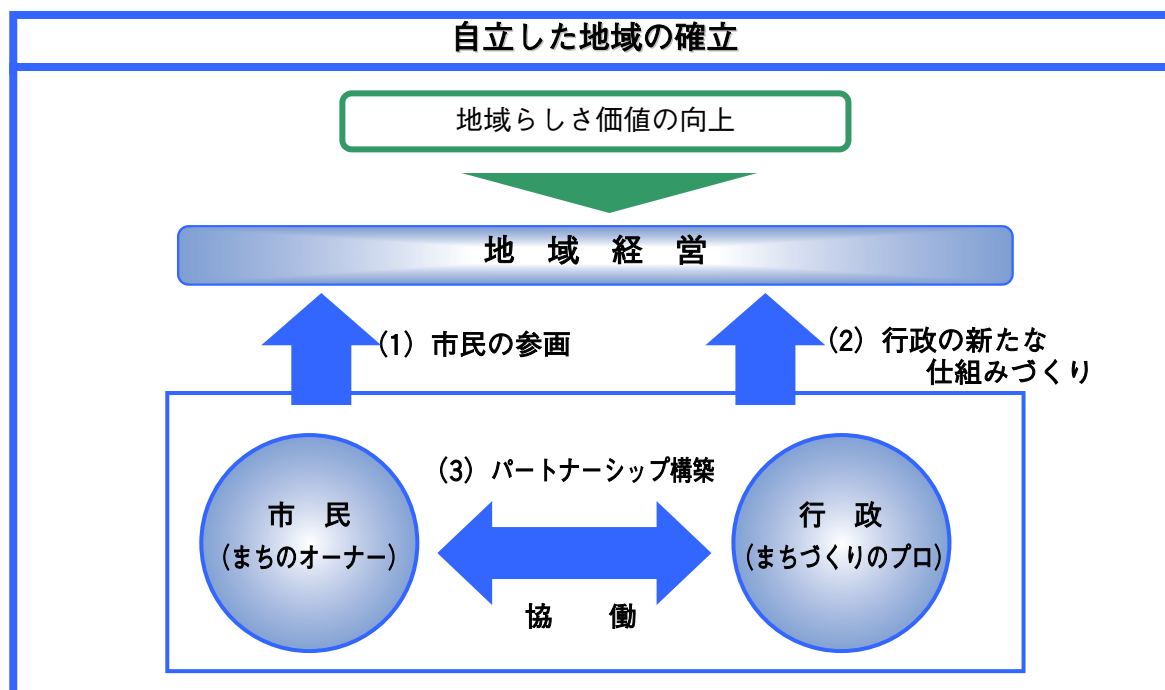 自立した地域の確立
地域らしさ価値の向上
地 域 経 営
(1) 市民の参画
(2) 行政の新たな
仕組みづくり
(3) パートナーシップ構築
市 民
(まちのオーナー)
行 政
(まちづくりのプロ)
協 働